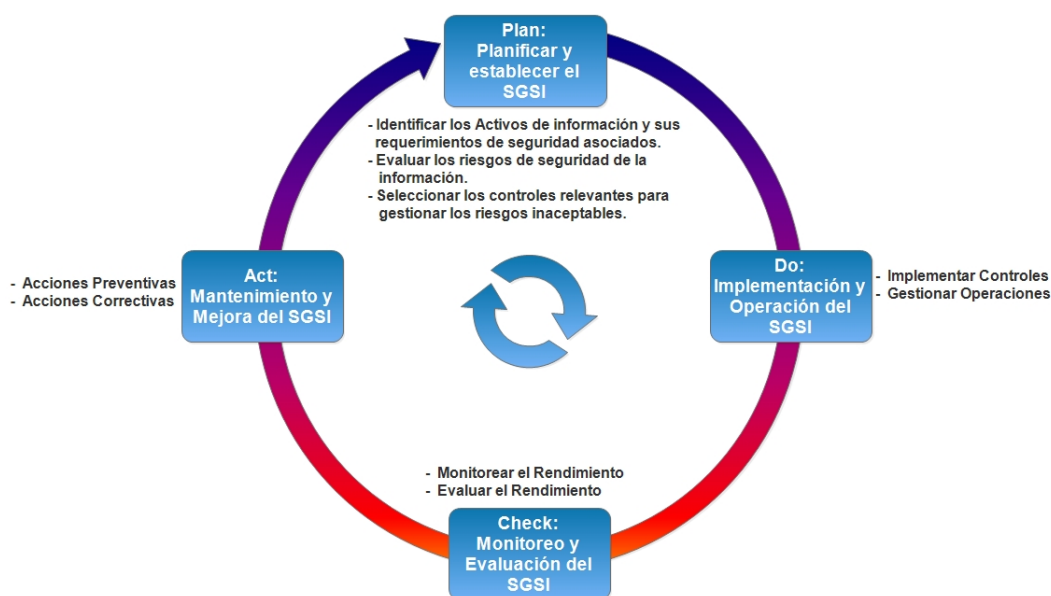 Plan:
Planificar y
establecer el
SGSI
- Identificar los Activos de información y sus
requerimientos de seguridad asociados.
- Evaluar los riesgos de seguridad de la
información.
- Seleccionar los controles relevantes para
gestionar los riesgos inaceptables.
Do:
Implementación y
Operación del
SGSI
- Implementar Controles
- Gestionar Operaciones
- Monitorear el Rendimiento
- Evaluar el Rendimiento
Check:
Monitoreo y
Evaluación del
SGSI
- Acciones Preventivas
- Acciones Correctivas
Act:
Mantenimiento y
Mejora del SGSI